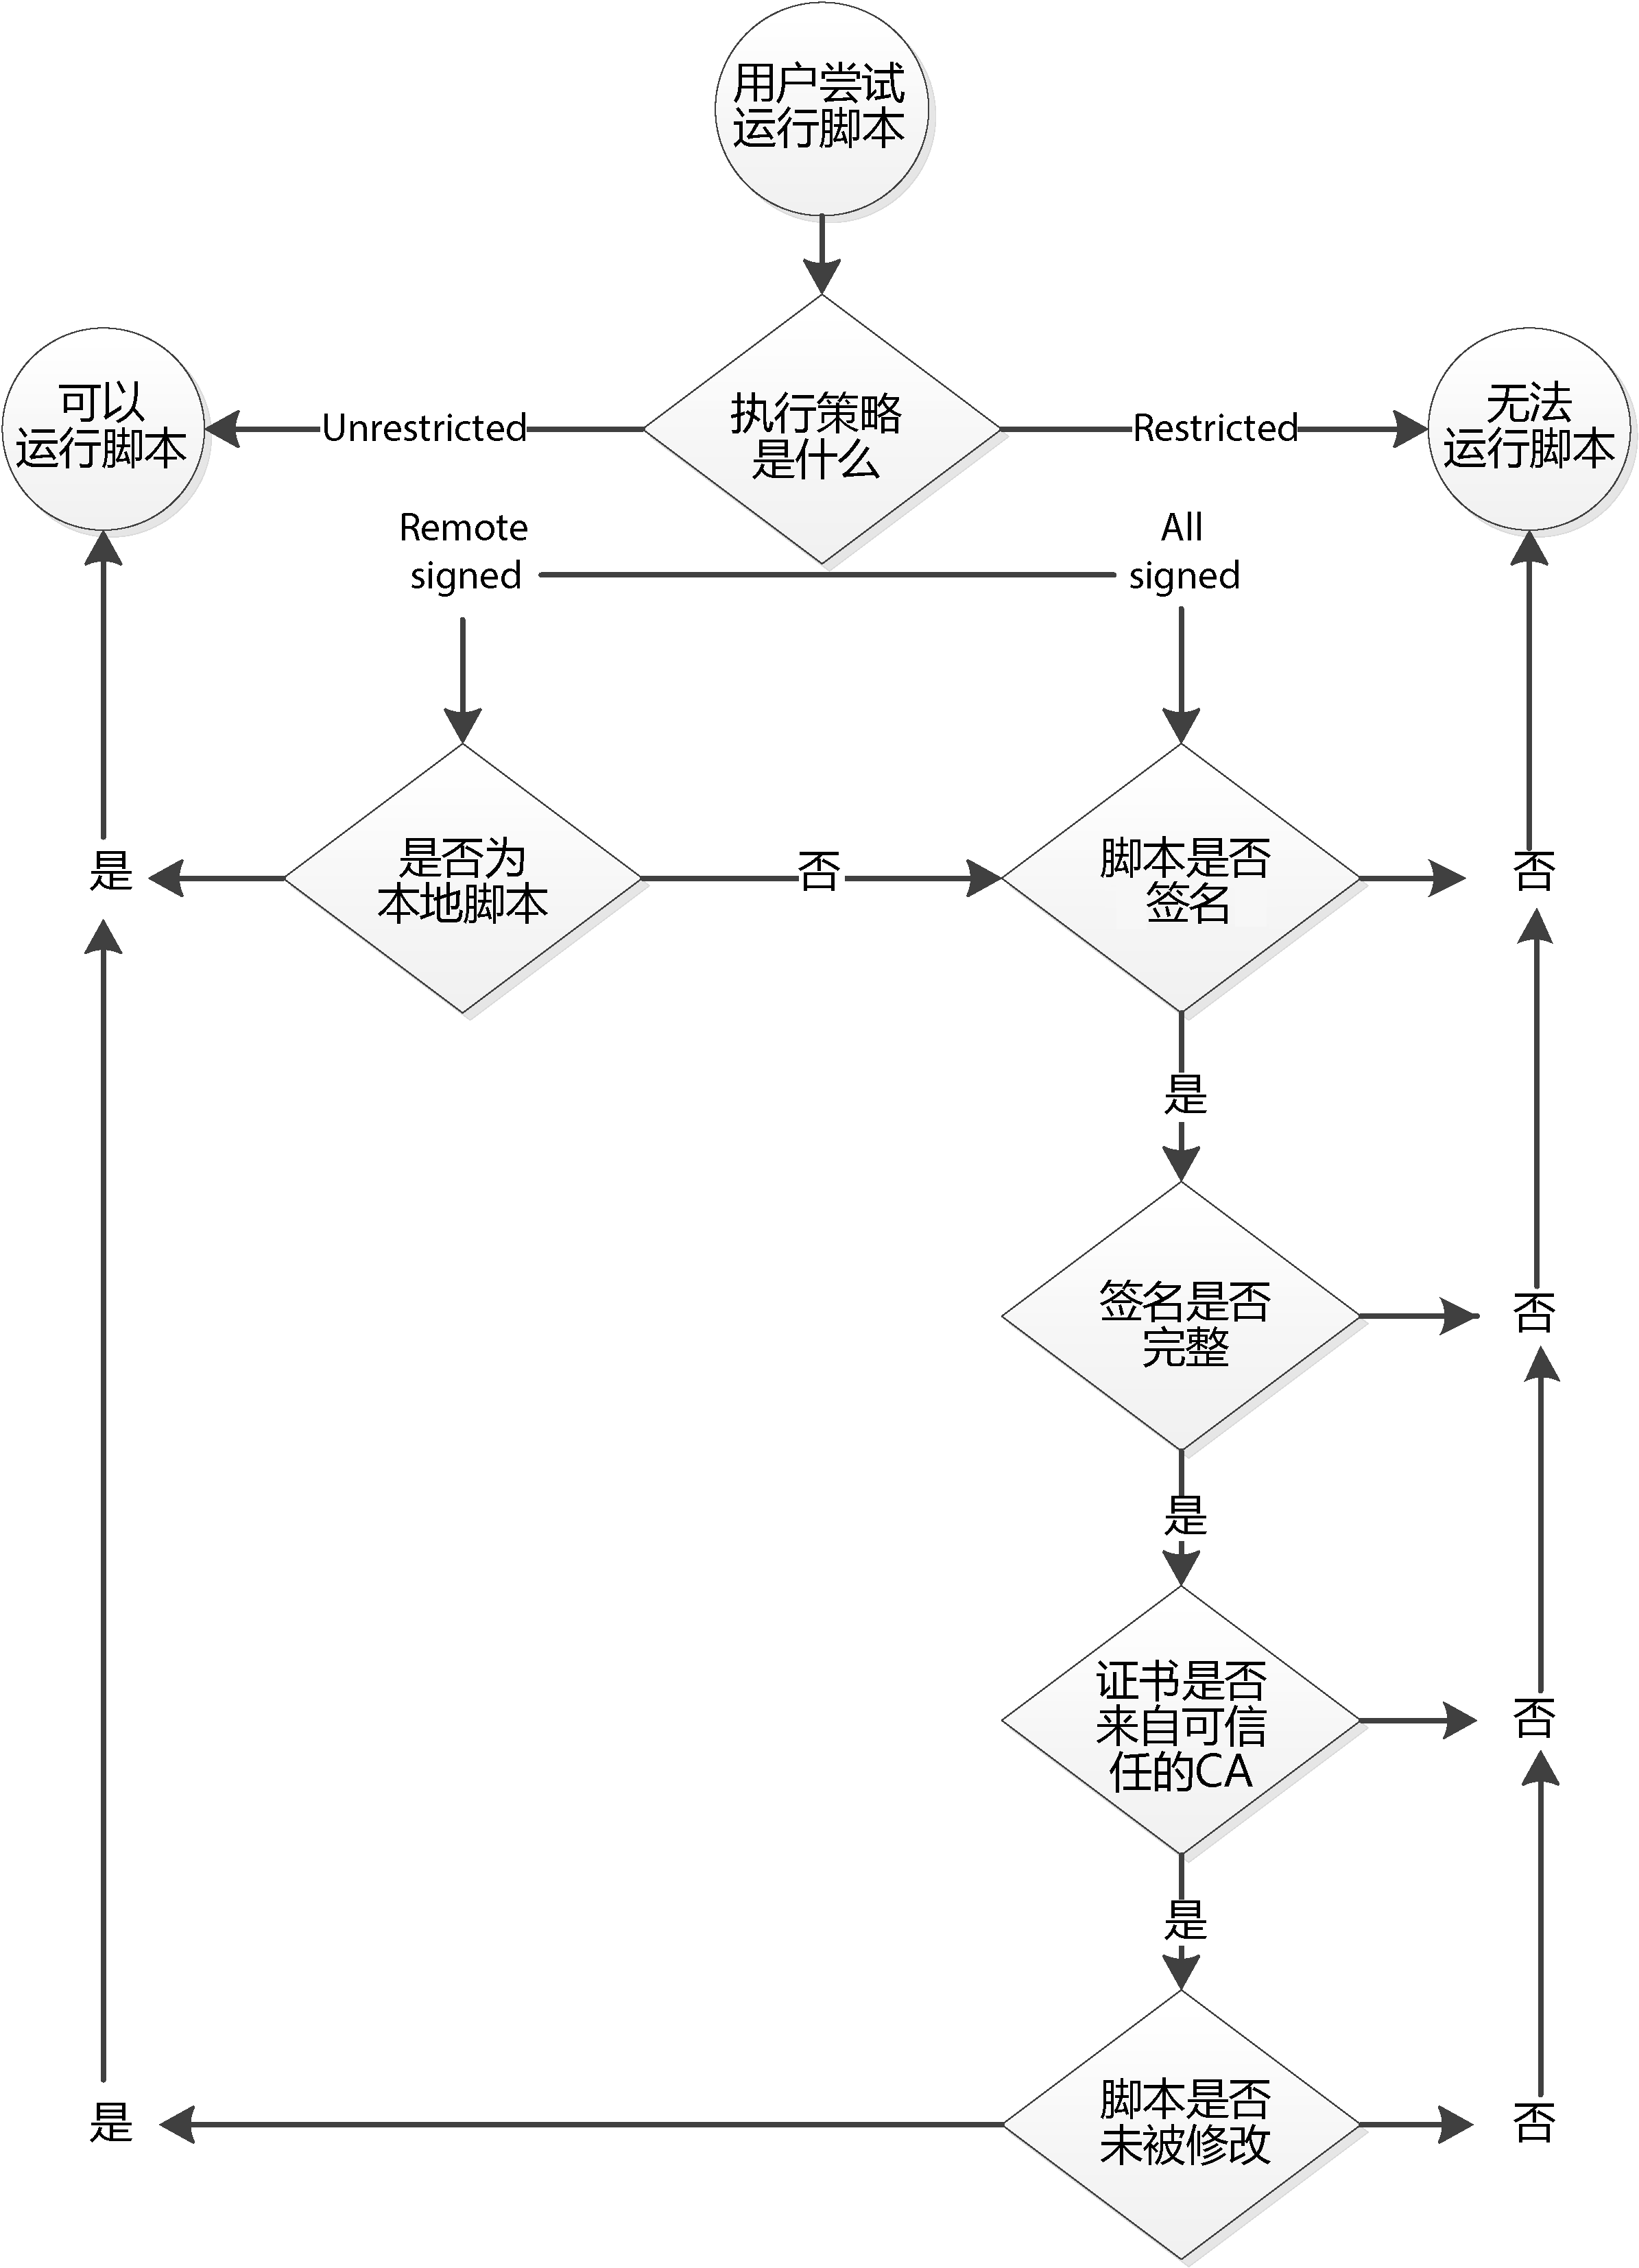 用户尝试
运行脚本
可以
运行脚本
Unrestricted
执行策略
是什么
Restricted
无法
运行脚本
Remote
signed
All
signed
是
是否为
本地脚本
否
脚本是否
签名
否
是
签名是否
完整
否
是
证书是否
来自可信
任的CA
否
是
是
脚本是否
未被修改
否